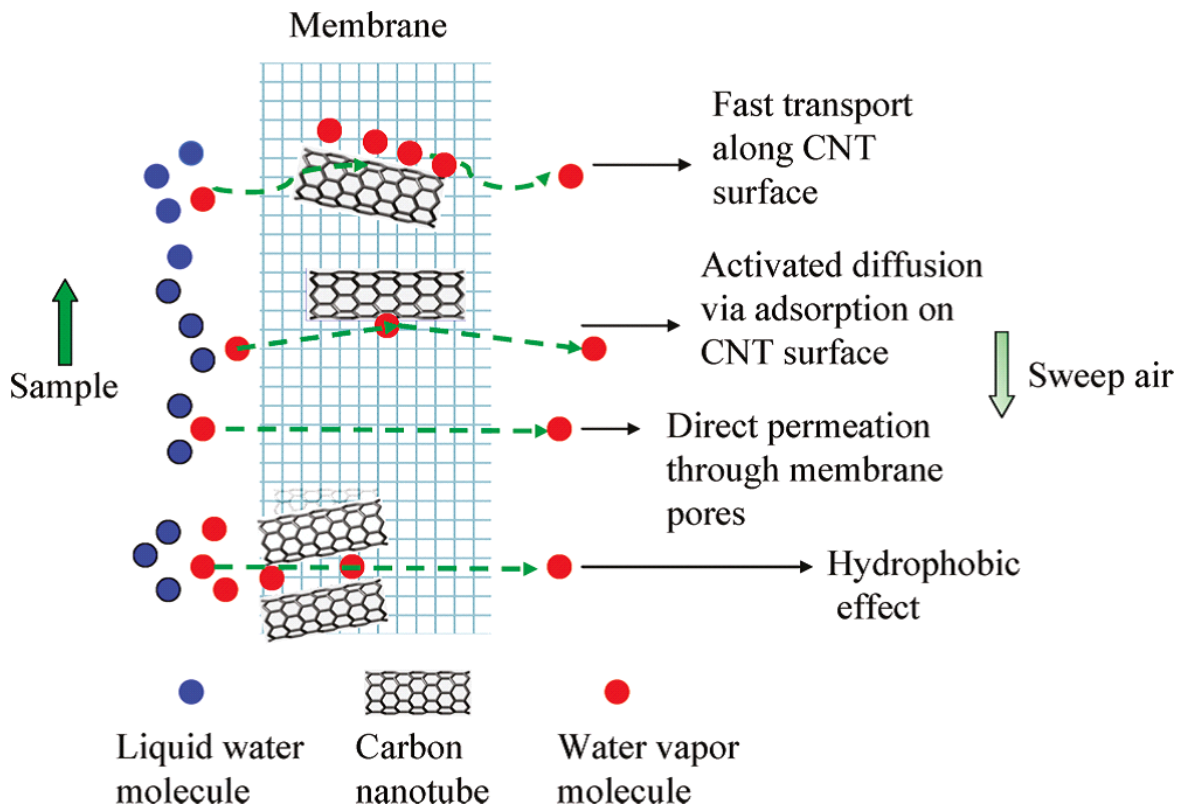 Membrane
Fast transport
along CNT
surface
Activated diffusion
via adsorption on
CNT surface
Sample
Sweep air
Direct permeation
through membrane
pores
Hydrophobic
effect
Liquid water
molecule
Carbon
nanotube
Water vapor
molecule